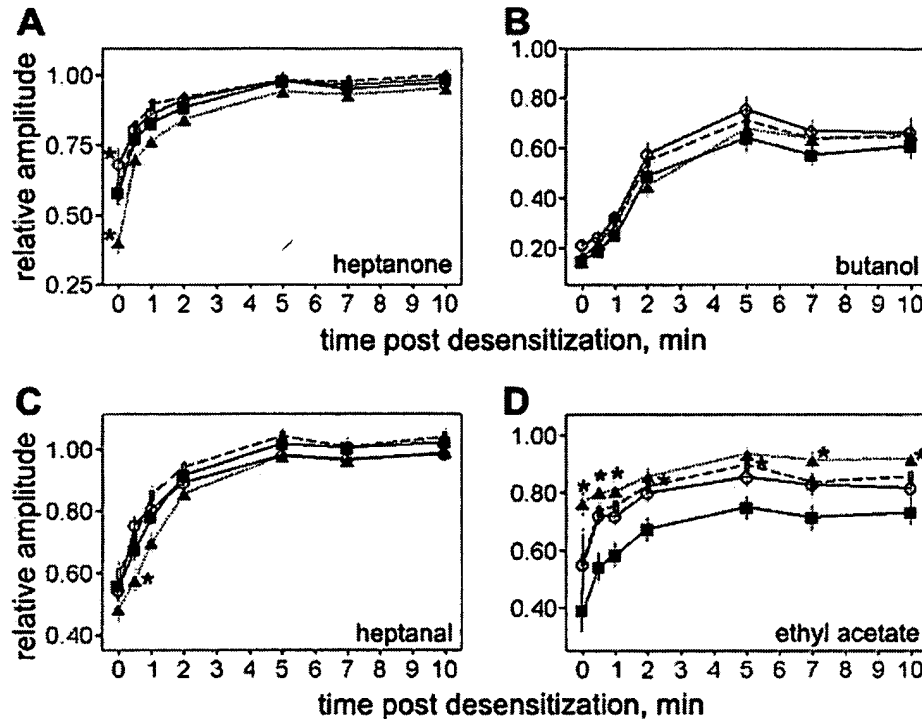 A
B
relative amplitude
1.00
0.75
0.50
0.25
* *
heptanone
0 1 2 3 4 5 6 7 8 9 10
1.00
0.80
0.60
0.40
0.20
butanol
0 1 2 3 4 5 6 7 8 9 10
time post desensitization, min
C
D
relative amplitude
1.00
0.80
0.60
0.40
*
heptanal
0 1 2 3 4 5 6 7 8 9 10
1.00
0.80
0.60
0.40
* * * * * * *
ethyl acetate
0 1 2 3 4 5 6 7 8 9 10
time post desensitization, min
time post desensitization, min